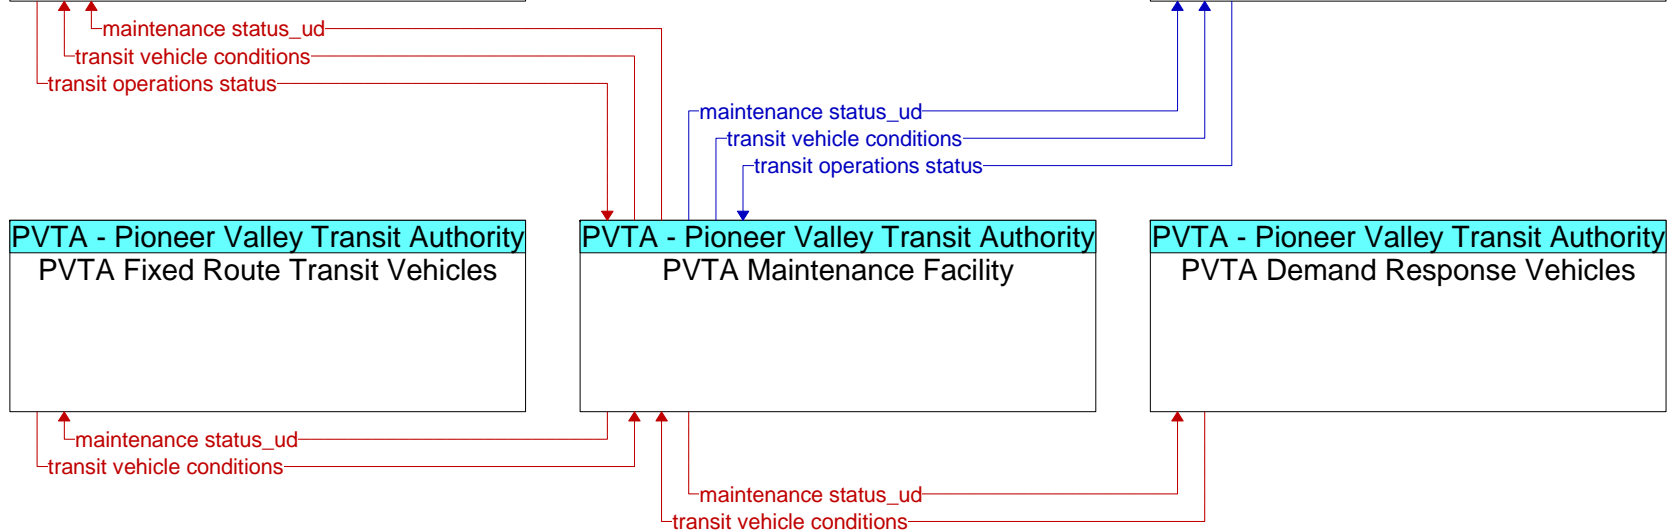 maintenance status_ud
transit vehicle conditions
transit operations status
maintenance status_ud
transit vehicle conditions
transit operations status
PVTA - Pioneer Valley Transit Authority
PVTA Fixed Route Transit Vehicles
PVTA - Pioneer Valley Transit Authority
PVTA Maintenance Facility
PVTA - Pioneer Valley Transit Authority
PVTA Demand Response Vehicles
maintenance status_ud
transit vehicle conditions
maintenance status_ud
transit vehicle conditions